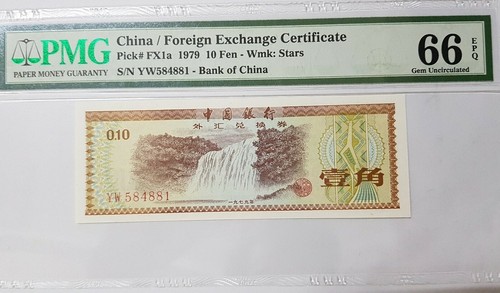 PMG
PAPER MONEY GUARANTY
China / Foreign Exchange Certificate
Pick# FX1a 1979 10 Fen - Wmk: Stars
S/N YW584881 - Bank of China
66 EPQ
Gem Uncirculated
中国银行
外汇兑换券
0.10
YW 584881
壹角
一九七九年